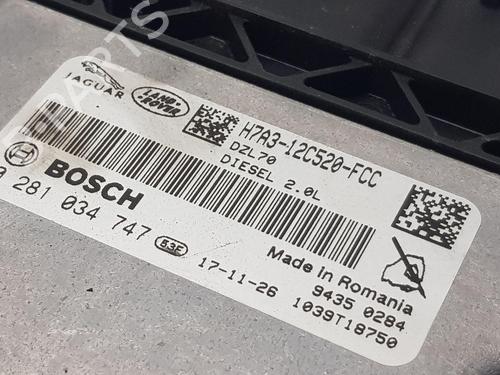 PARTS
JAGUAR
LAND-
ROVER
H7A3-12C520-FCC
DZL70
DIESEL 2.0L
BOSCH
0 281 034 747 53E
17-11-26
Made in Romania
9435 0284
1039T18750